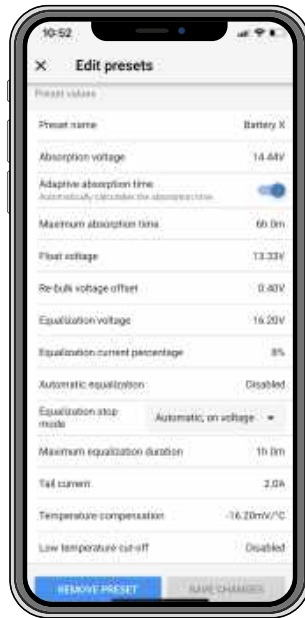 10:52
Edit presets
Preset values
Preset name Battery X
Absorption voltage 14.44V
Adaptive absorption time
Automatically calculates the absorption time
Maximum absorption time 6h 0m
Float voltage 13.33V
Re-bulk voltage offset 0.40V
Equalization voltage 16.20V
Equalization current percentage 8%
Automatic equalization Disabled
Equalization stop
mode Automatic, on voltage
Maximum equalization duration 1h 0m
Tail current 2.0A
Temperature compensation -16.20mV/°C
Low temperature cut-off Disabled
REMOVE PRESET SAVE CHANGES